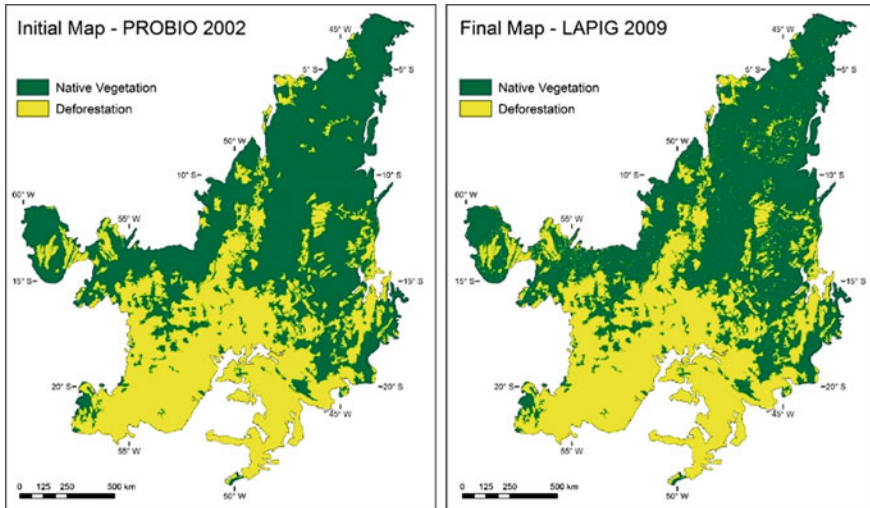 Initial Map - PROBIO 2002
45° W
5° S
5° S
Native Vegetation
Deforestation
50° W
10° S
10° S
60° W
55° W
15° S
15° S
20° S
20° S
45° W
55° W
0 125 250 500 km
50° W
Final Map - LAPIG 2009
45° W
5° S
5° S
Native Vegetation
Deforestation
50° W
10° S
10° S
60° W
55° W
15° S
15° S
20° S
20° S
45° W
55° W
0 125 250 500 km
50° W